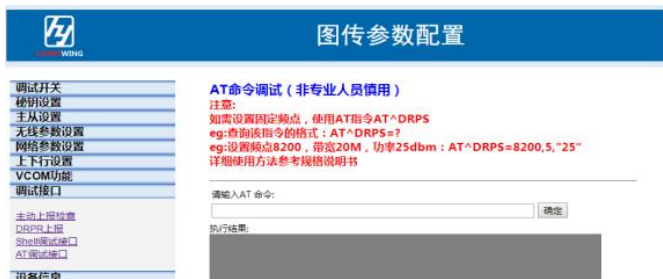 hy
WING
图传参数配置
调试开关
秘钥设置
主从设置
无线参数设置
网络参数设置
上下行设置
VCOM功能
调试接口
主动上报检查
DRPR上报
Shell调试接口
AT调试接口
设备信息
AT命令调试（非专业人员慎用）
注意:
如需设置固定频点，使用AT指令AT^DRPS
eg:查询该指令的格式：AT^DRPS=?
eg:设置频点8200，带宽20M，功率25dbm：AT^DRPS=8200,5,"25"
详细使用方法参考规格说明书
请输入AT 命令:
确定
执行结果: